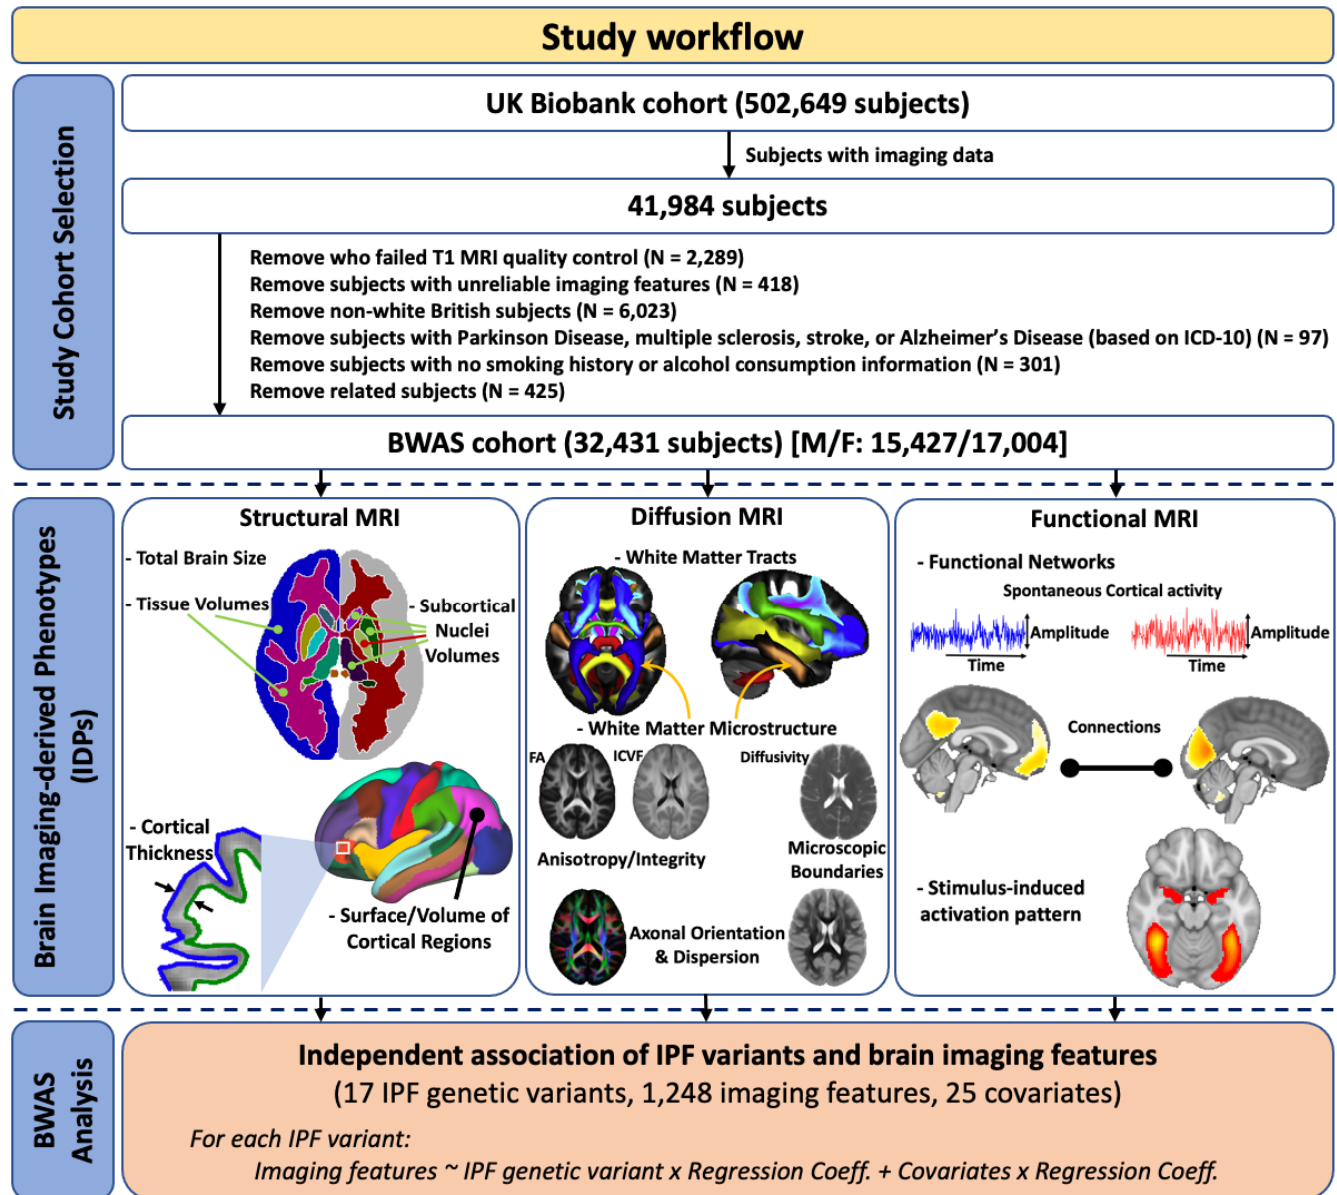 Study workflow
Study Cohort Selection
UK Biobank cohort (502,649 subjects)
Subjects with imaging data
41,984 subjects
Remove who failed T1 MRI quality control (N = 2,289)
Remove subjects with unreliable imaging features (N = 418)
Remove non-white British subjects (N = 6,023)
Remove subjects with Parkinson Disease, multiple sclerosis, stroke, or Alzheimer's Disease (based on ICD-10) (N = 97)
Remove subjects with no smoking history or alcohol consumption information (N = 301)
Remove related subjects (N = 425)
BWAS cohort (32,431 subjects) [M/F: 15,427/17,004]
Brain Imaging-derived Phenotypes
(IDPs)
Structural MRI
- Total Brain Size
- Tissue Volumes
- Subcortical
Nuclei
Volumes
- Cortical
Thickness
- Surface/Volume of
Cortical Regions
Diffusion MRI
- White Matter Tracts
- White Matter Microstructure
FA
ICVF
Diffusivity
Anisotropy/Integrity
Microscopic
Boundaries
Axonal Orientation
& Dispersion
Functional MRI
- Functional Networks
Spontaneous Cortical activity
Amplitude
Time
Amplitude
Time
Connections
- Stimulus-induced
activation pattern
BWAS
Analysis
Independent association of IPF variants and brain imaging features
(17 IPF genetic variants, 1,248 imaging features, 25 covariates)
For each IPF variant:
Imaging features ~ IPF genetic variant x Regression Coeff. + Covariates x Regression Coeff.